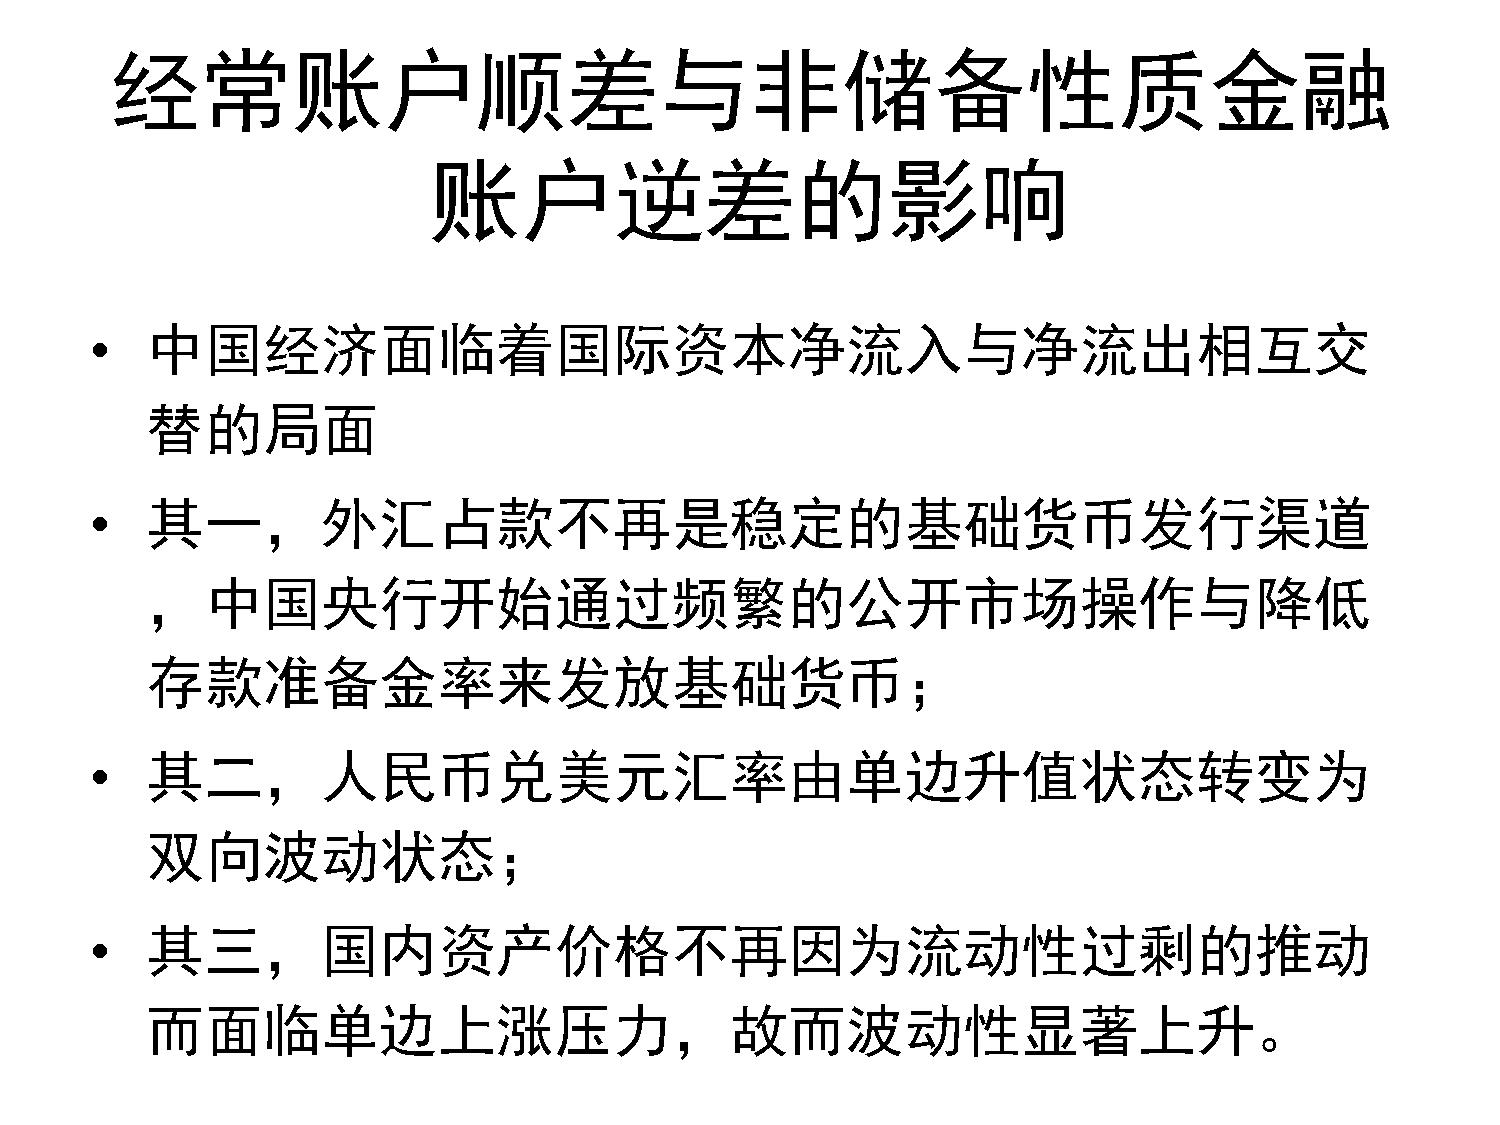 经常账户顺差与非储备性质金融
账户逆差的影响
• 中国经济面临着国际资本净流入与净流出相互交
替的局面
• 其一，外汇占款不再是稳定的基础货币发行渠道
，中国央行开始通过频繁的公开市场操作与降低
存款准备金率来发放基础货币；
• 其二，人民币兑美元汇率由单边升值状态转变为
双向波动状态；
• 其三，国内资产价格不再因为流动性过剩的推动
而面临单边上涨压力，故而波动性显著上升。